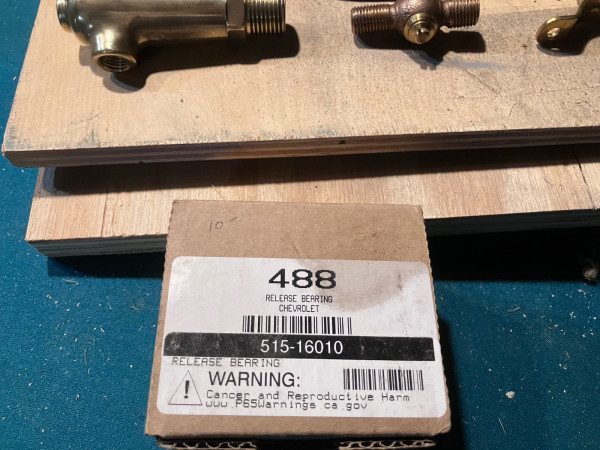 10
488
RELEASE BEARING
CHEVROLET
515-16010
RELEASE BEARING
WARNING:
Cancer and Reproductive Harm
www.P65Warnings.ca.gov